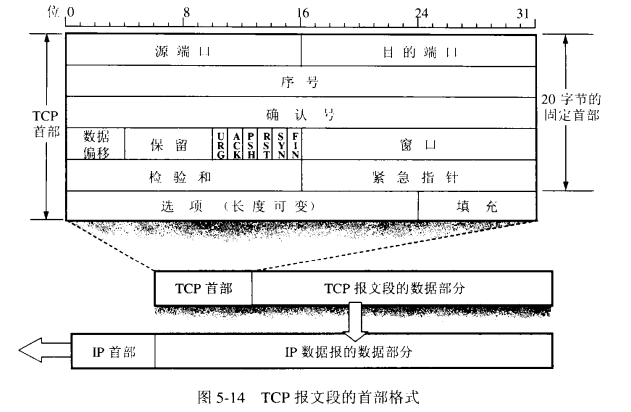 位 0 8 16 24 31
源端口 目的端口
序号
确认号
TCP
首部
20 字节的
固定首部
数据
偏移
保留
URG
ACK
PSH
RST
SYN
FIN
窗口
检验和 紧急指针
选项 (长度可变) 填充
TCP 首部 TCP 报文段的数据部分
IP 首部 IP 数据报的数据部分
图 5-14 TCP 报文段的首部格式